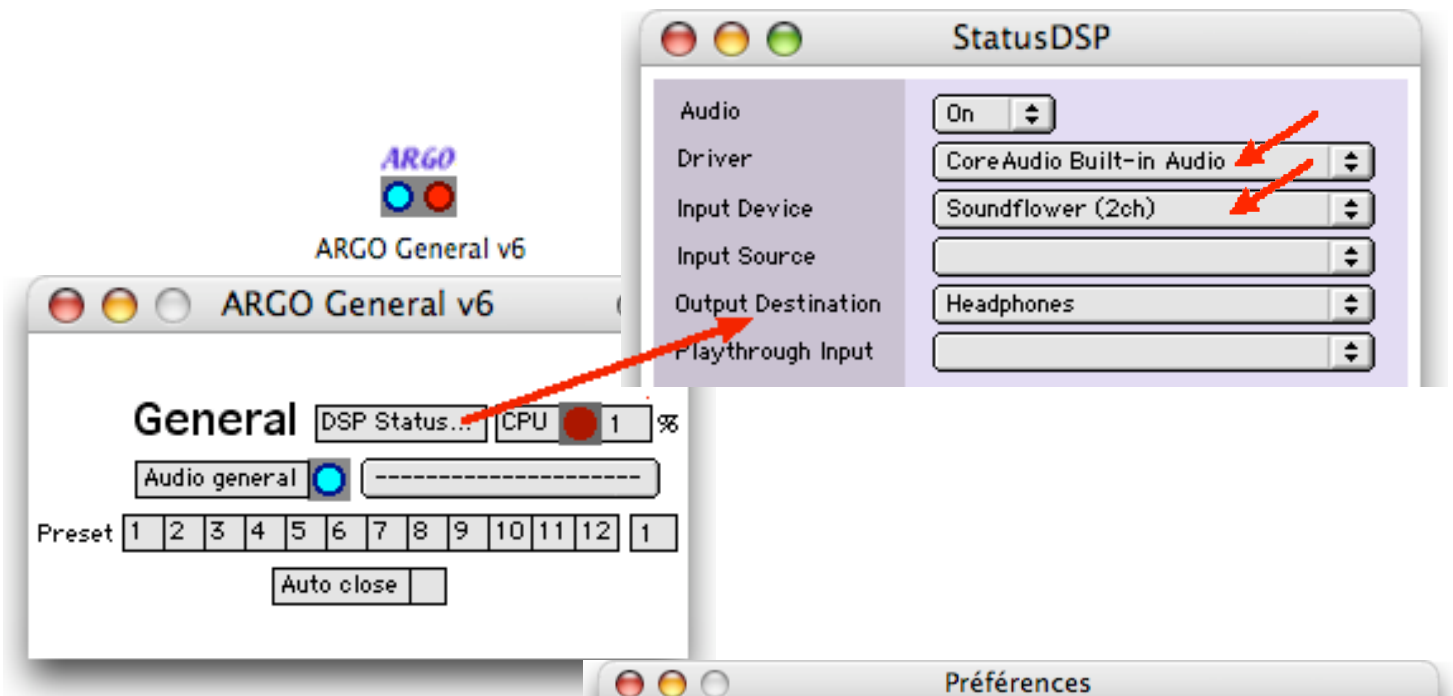 StatusDSP
Audio On
Driver CoreAudio Built-in Audio
Input Device Soundflower (2ch)
Input Source
Output Destination Headphones
Playthrough Input
ARGO
ARGO General v6
ARGO General v6
General DSP Status... CPU 1 %
Audio general ---------------------
Preset 1 2 3 4 5 6 7 8 9 10 11 12 1
Auto close
Préférences